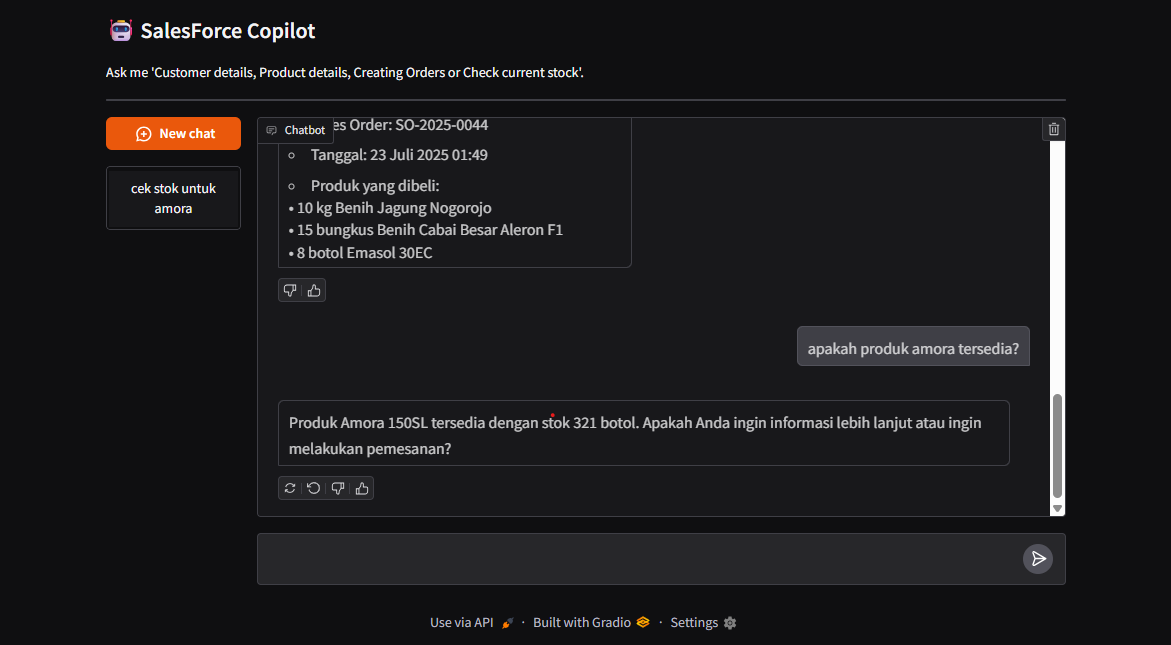 SalesForce Copilot
Ask me 'Customer details, Product details, Creating Orders or Check current stock'.
New chat
cek stok untuk
amora
Chatbot
es Order: SO-2025-0044
Tanggal: 23 Juli 2025 01:49
Produk yang dibeli:
• 10 kg Benih Jagung Nogorojo
• 15 bungkus Benih Cabai Besar Aleron F1
• 8 botol Emasol 30EC
apakah produk amora tersedia?
Produk Amora 150SL tersedia dengan stok 321 botol. Apakah Anda ingin informasi lebih lanjut atau ingin
melakukan pemesanan?
Use via API · Built with Gradio · Settings